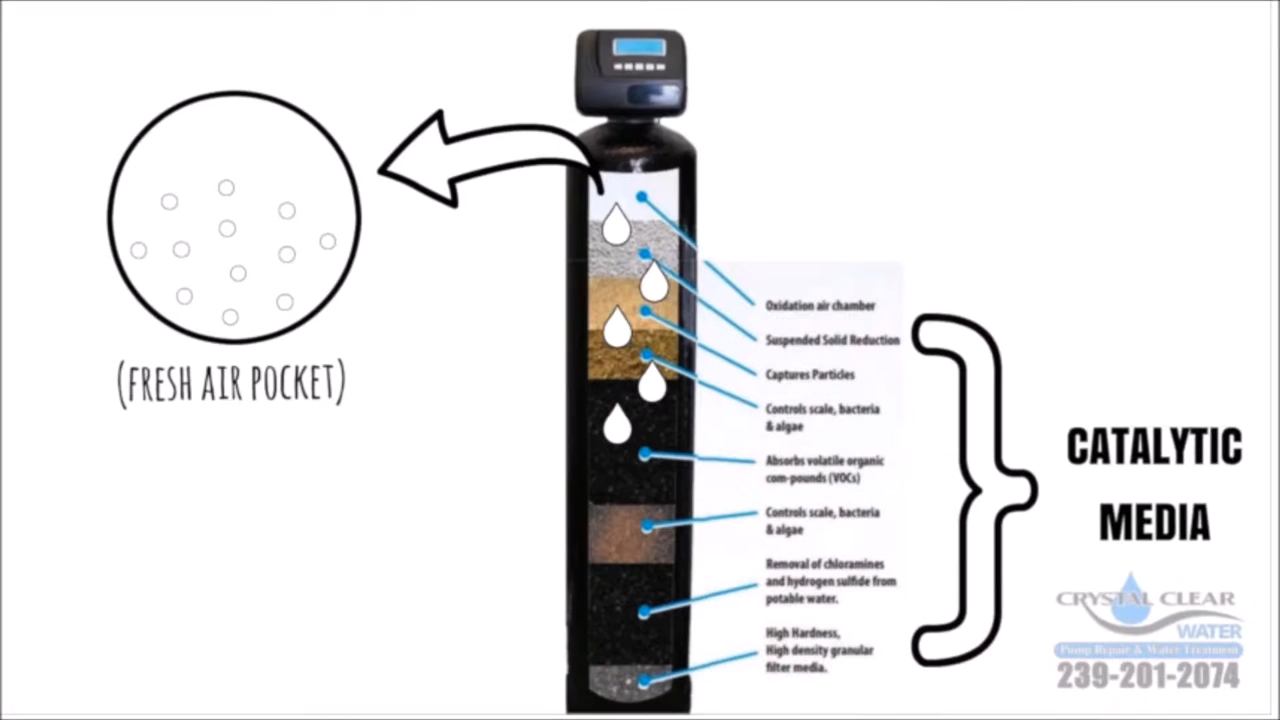 (FRESH AIR POCKET)
Oxidation air chamber
Suspended Solid Reduction
Captures Particles
Controls scale, bacteria
& algae
Absorbs volatile organic
com-pounds (VOCs)
Controls scale, bacteria
& algae
Removal of chloramines
and hydrogen sulfide from
potable water.
High Hardness,
High density granular
filter media.
CATALYTIC
MEDIA
CRYSTAL CLEAR
WATER
Pump Repair & Water Treatment
239-201-2074